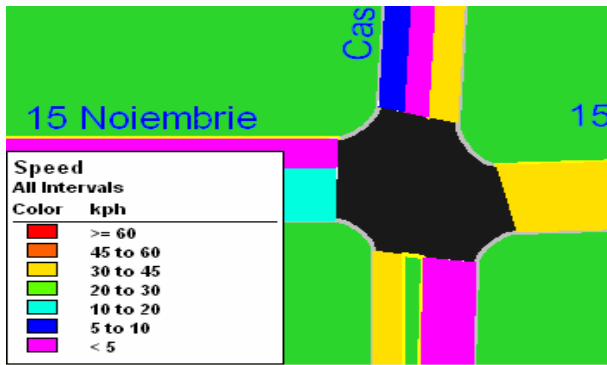 Cas
15 Noiembrie
15
Speed
All Intervals
Color kph
>= 60
45 to 60
30 to 45
20 to 30
10 to 20
5 to 10
< 5